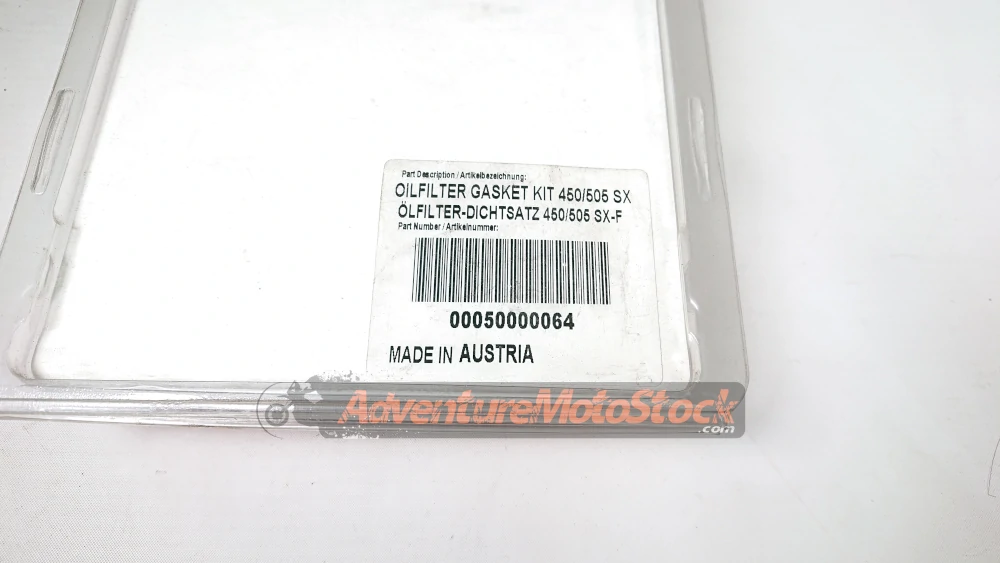 Part Description / Artikelbezeichnung:
OILFILTER GASKET KIT 450/505 SX
ÖLFILTER-DICHTSATZ 450/505 SX-F
Part Number / Artikelnummer:
00050000064
MADE IN AUSTRIA
AdventureMotoStock
.com